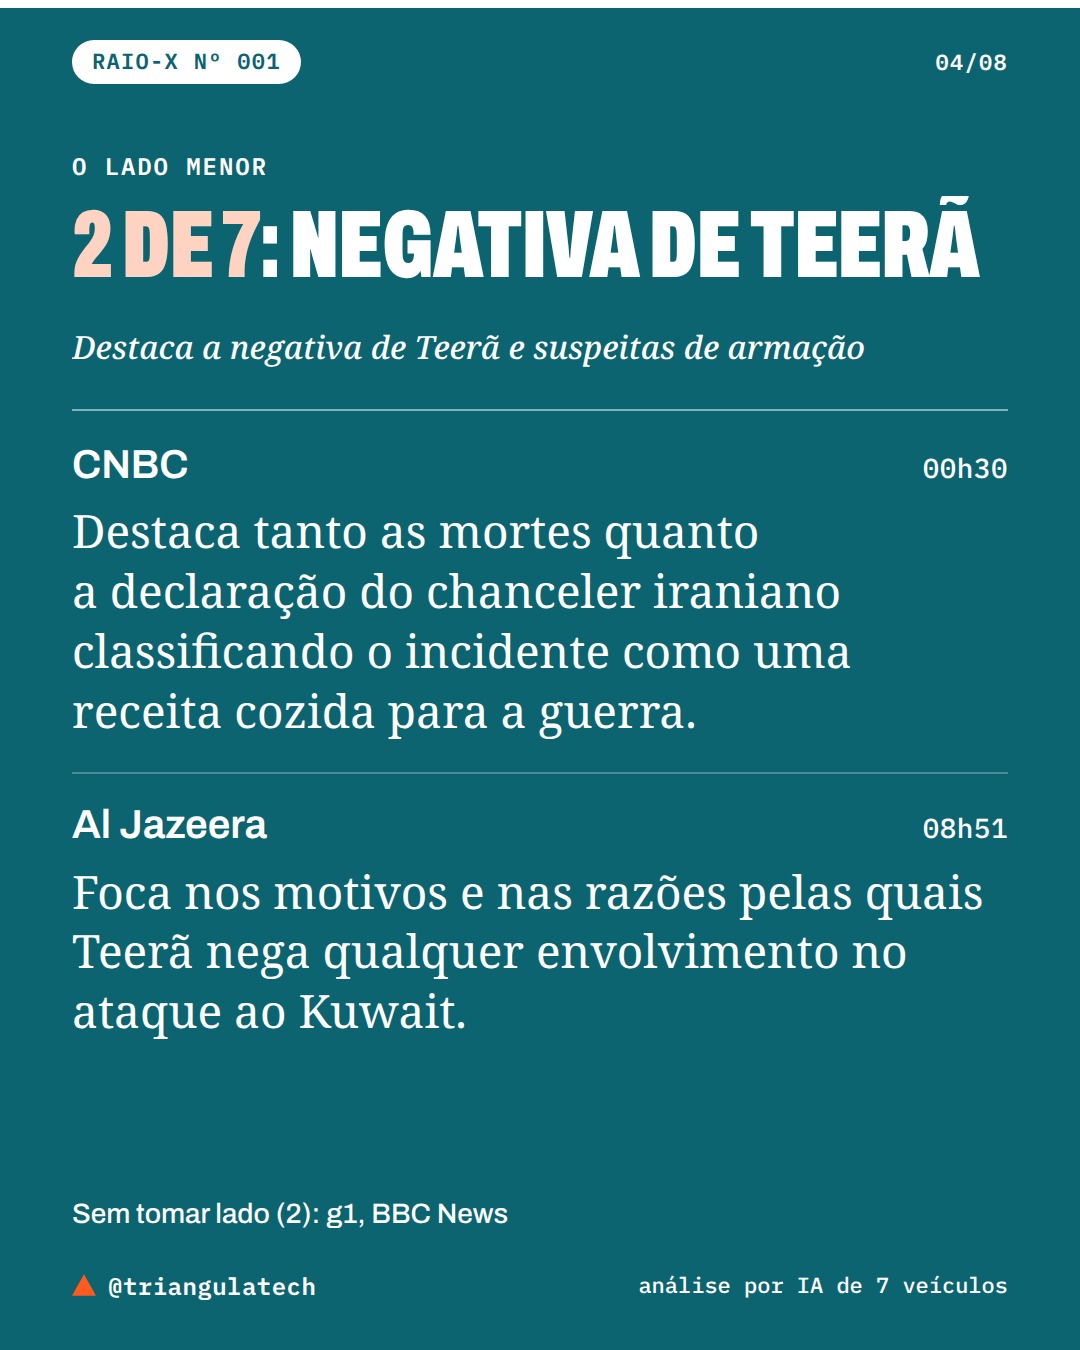 RAIO-X Nº 001
04/08
O LADO MENOR
2 DE 7: NEGATIVA DE TEERÃ
Destaca a negativa de Teerã e suspeitas de armação
CNBC
00h30
Destaca tanto as mortes quanto
a declaração do chanceler iraniano
classificando o incidente como uma
receita cozida para a guerra.
Al Jazeera
08h51
Foca nos motivos e nas razões pelas quais
Teerã nega qualquer envolvimento no
ataque ao Kuwait.
Sem tomar lado (2): g1, BBC News
@triangulatech
análise por IA de 7 veículos